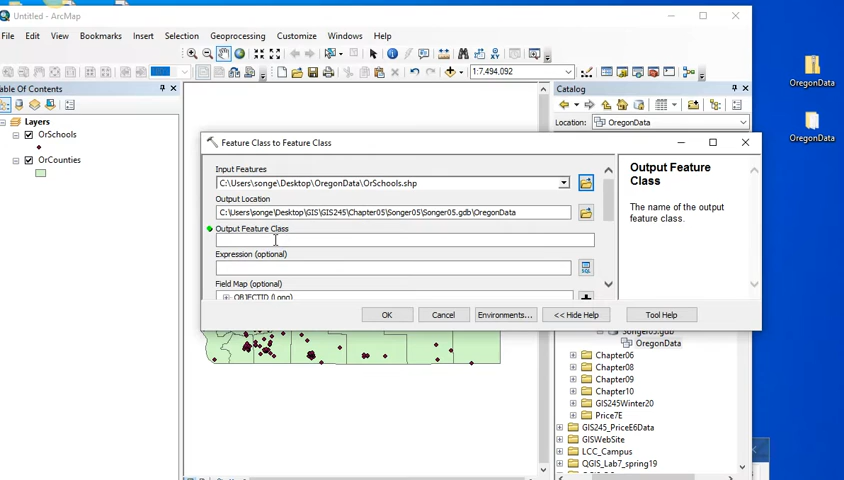 Untitled - ArcMap
File Edit View Bookmarks Insert Selection Geoprocessing Customize Windows Help
1:7,494,092
Table Of Contents
Layers
OrSchools
OrCounties
Catalog
Location: OregonData
OregonData
OregonData
Feature Class to Feature Class
Input Features
C:\Users\songe\Desktop\OregonData\OrSchools.shp
Output Location
C:\Users\songe\Desktop\GIS\GIS245\Chapter05\Songer05\Songer05.gdb\OregonData
Output Feature Class
Expression (optional)
SQL
Field Map (optional)
OBJECTID (Long)
OK Cancel Environments... << Hide Help Tool Help
Output Feature
Class
The name of the output
feature class.
Songer05.gdb
OregonData
Chapter06
Chapter08
Chapter09
Chapter10
GIS245Winter20
Price7E
GIS245_PriceE6Data
GISWebSite
LCC_Campus
QGIS_Lab7_spring19